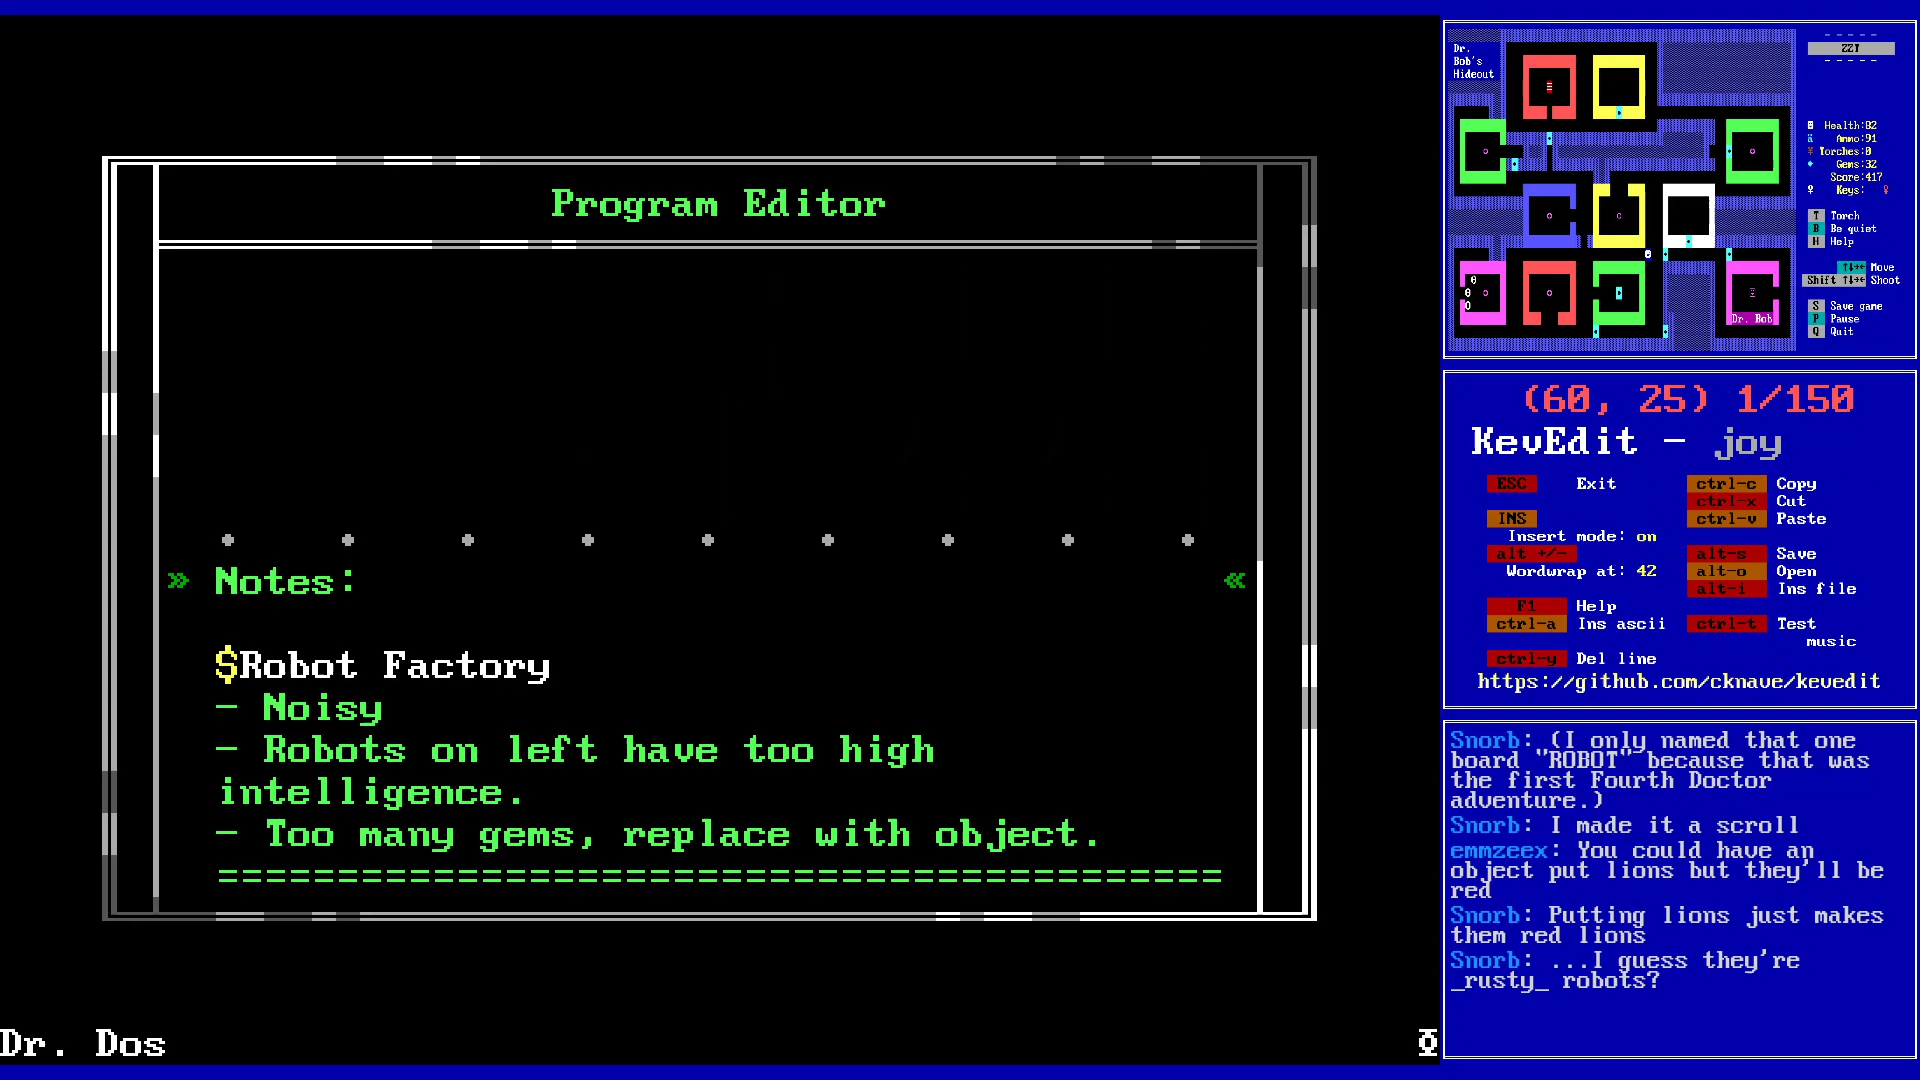 Program Editor
» Notes: «
$Robot Factory
- Noisy
- Robots on left have too high
intelligence.
- Too many gems, replace with object.
==========================================
Dr. Dos
Dr.
Bob's
Hideout
Dr. Bob
- - - - -
ZZT
- - - - -
Health:82
Ammo:91
Torches:0
Gems:32
Score:417
Keys:
T Torch
B Be quiet
H Help
↑↓→← Move
Shift ↑↓→← Shoot
S Save game
P Pause
Q Quit
(60, 25) 1/150
KevEdit - joy
ESC Exit
INS
Insert mode: on
alt +/-
Wordwrap at: 42
F1 Help
ctrl-a Ins ascii
ctrl-y Del line
ctrl-c Copy
ctrl-x Cut
ctrl-v Paste
alt-s Save
alt-o Open
alt-i Ins file
ctrl-t Test
music
https://github.com/cknave/kevedit
Snorb: (I only named that one
board "ROBOT" because that was
the first Fourth Doctor
adventure.)
Snorb: I made it a scroll
emmzeex: You could have an
object put lions but they'll be
red
Snorb: Putting lions just makes
them red lions
Snorb: ...I guess they're
_rusty_ robots?